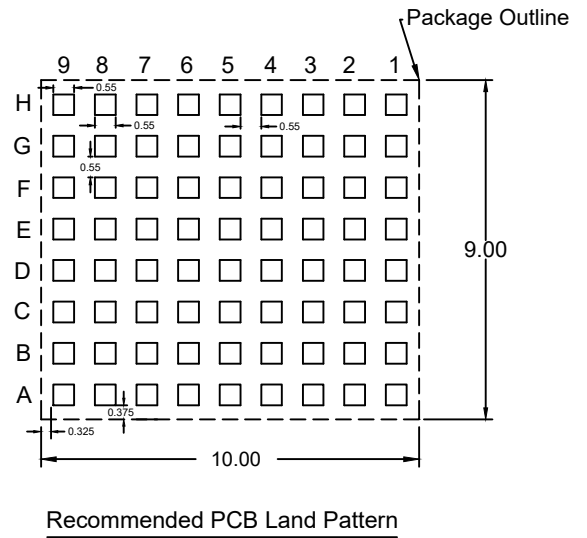 Package Outline
9 8 7 6 5 4 3 2 1
H
0.55
0.55
0.55
G
0.55
F
E
9.00
D
C
B
A
0.375
0.325
10.00
Recommended PCB Land Pattern